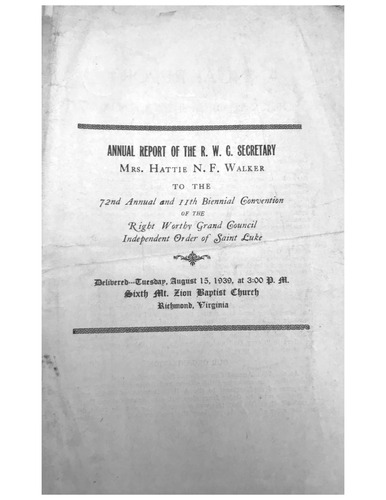 ANNUAL REPORT OF THE R. W. G. SECRETARY
MRS. HATTIE N. F. WALKER
TO THE
72nd Annual and 11th Biennial Convention
OF THE
Right Worthy Grand Council
Independent Order of Saint Luke
Delivered—Tuesday, August 15, 1939, at 3:00 P. M.
Sixth Mt. Zion Baptist Church
Richmond, Virginia